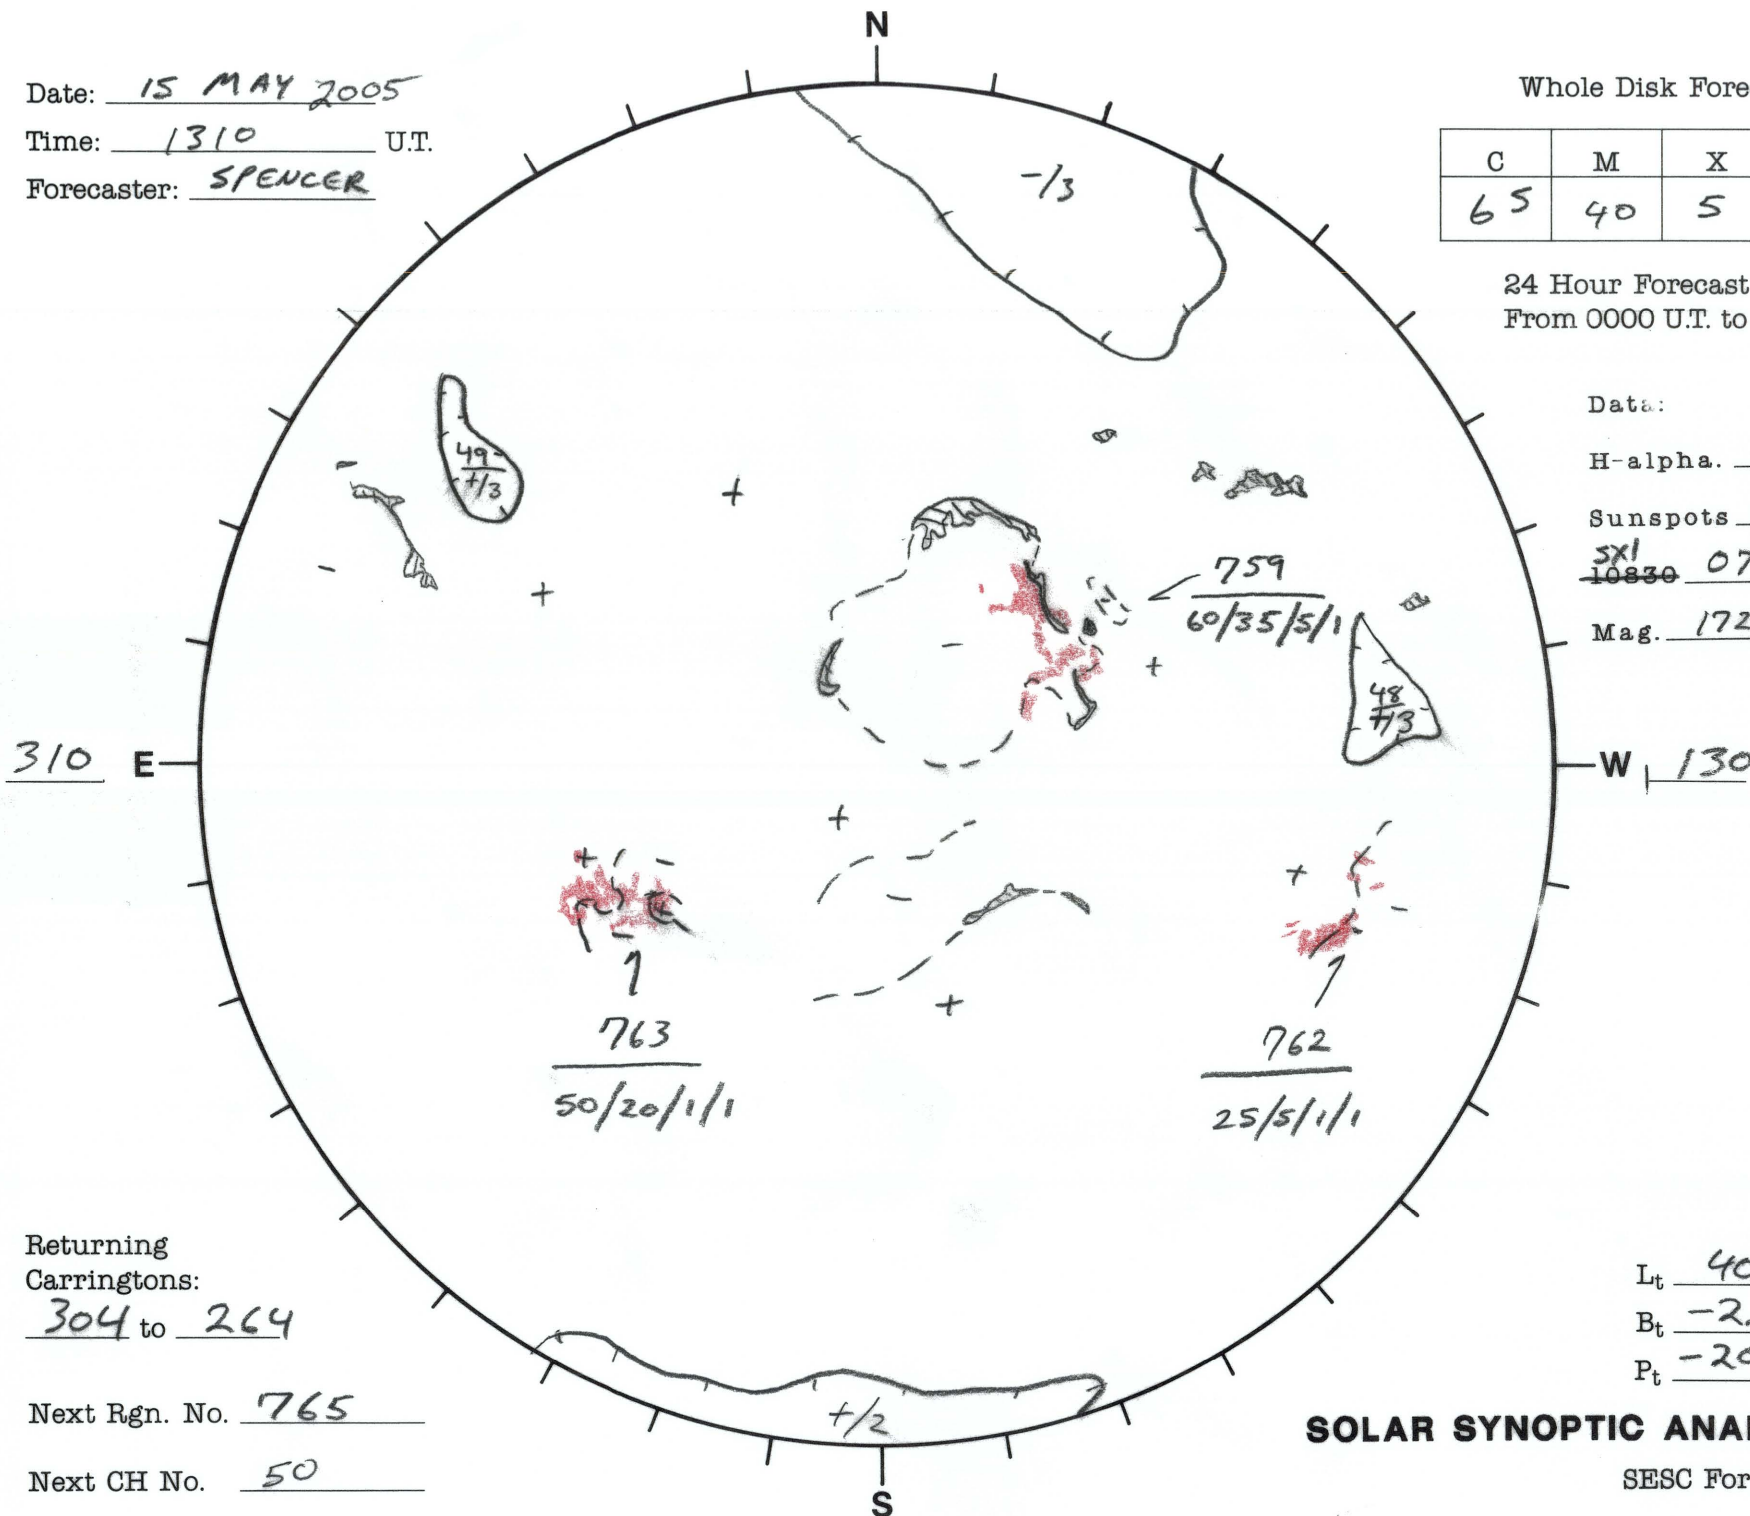 N
Date: 15 MAY 2005
Time: 1310 U.T.
Forecaster: SPENCER
Whole Disk Fore
C M X
65 40 5
24 Hour Forecast
From 0000 U.T. to
Data:
H-alpha.
Sunspots
SXI
10830 07
Mag. 172
-/3
49
+/3
+
-
+
759
60/35/5/1
-
+
48
+/3
310 E
W 130
+
+ -
-
+
-
-
+
763
50/20/1/1
762
25/5/1/1
Returning
Carringtons:
304 to 264
Next Rgn. No. 765
Next CH No. 50
+/2
S
Lt 40
Bt -2.
Pt -20
SOLAR SYNOPTIC ANA
SESC For